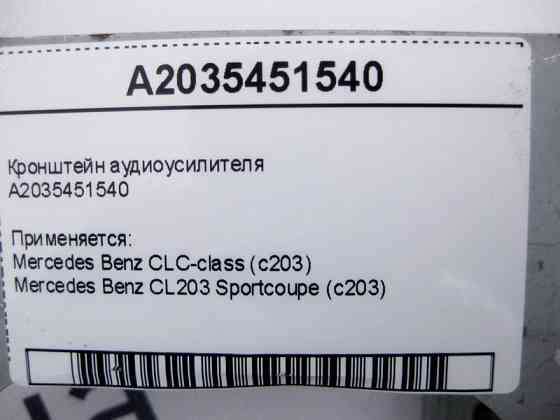 A2035451540
Кронштейн аудиоусилителя
A2035451540
Применяется:
Mercedes Benz CLC-class (c203)
Mercedes Benz CL203 Sportcoupe (c203)